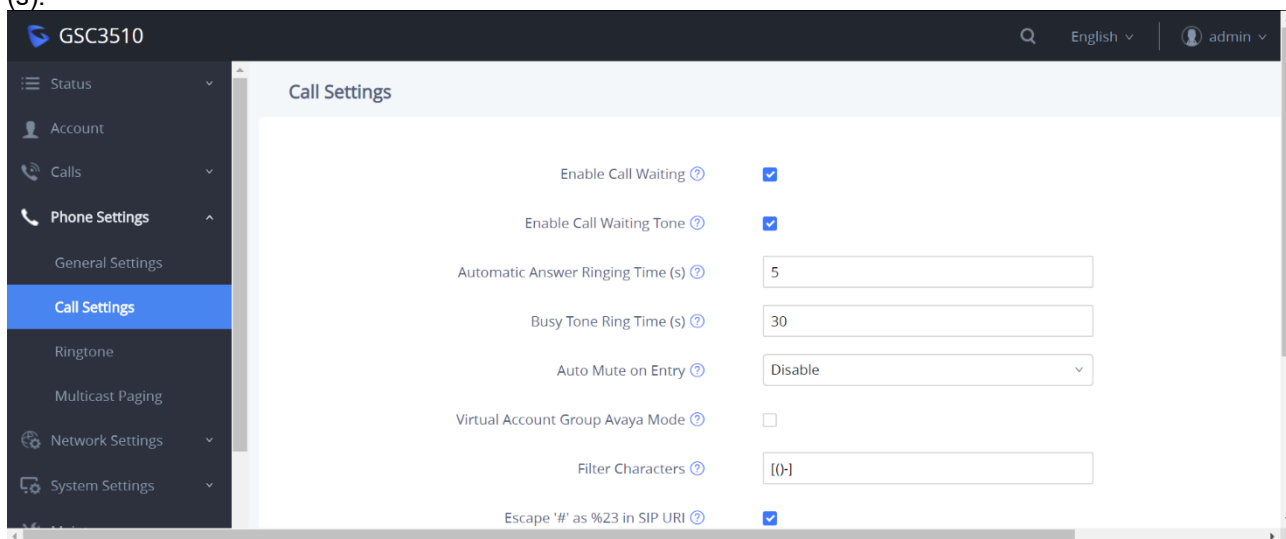 (s).
GSC3510
English
admin
Status
Account
Calls
Phone Settings
General Settings
Call Settings
Ringtone
Multicast Paging
Network Settings
System Settings
Call Settings
Enable Call Waiting
Enable Call Waiting Tone
Automatic Answer Ringing Time (s)
5
Busy Tone Ring Time (s)
30
Auto Mute on Entry
Disable
Virtual Account Group Avaya Mode
Filter Characters
[()-]
Escape '#' as %23 in SIP URI